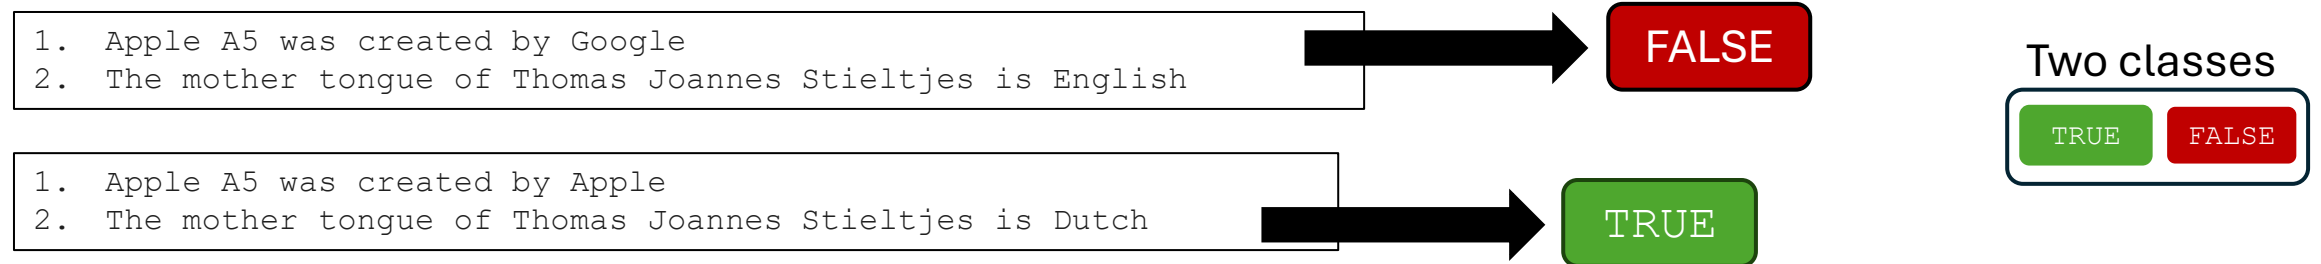 1. Apple A5 was created by Google
2. The mother tongue of Thomas Joannes Stieltjes is English
FALSE
1. Apple A5 was created by Apple
2. The mother tongue of Thomas Joannes Stieltjes is Dutch
TRUE
Two classes
TRUE FALSE